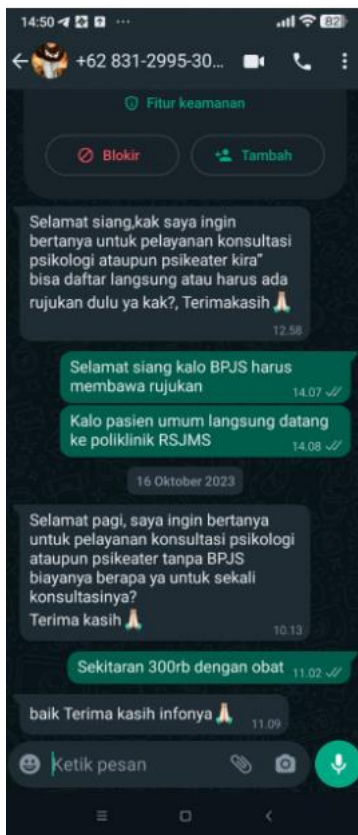 14:50
82
+62 831-2995-30...
Fitur keamanan
Blokir
Tambah
Selamat siang,kak saya ingin
bertanya untuk pelayanan konsultasi
psikologi ataupun psikeater kira"
bisa daftar langsung atau harus ada
rujukan dulu ya kak?, Terimakasih 🙏🏻
12.58
Selamat siang kalo BPJS harus
membawa rujukan
14.07
Kalo pasien umum langsung datang
ke poliklinik RSJMS
14.08
16 Oktober 2023
Selamat pagi, saya ingin bertanya
untuk pelayanan konsultasi psikologi
ataupun psikeater tanpa BPJS
biayanya berapa ya untuk sekali
konsultasinya?
Terima kasih 🙏🏻
10.13
Sekitaran 300rb dengan obat
11.02
baik Terima kasih infonya 🙏🏻
11.09
Ketik pesan